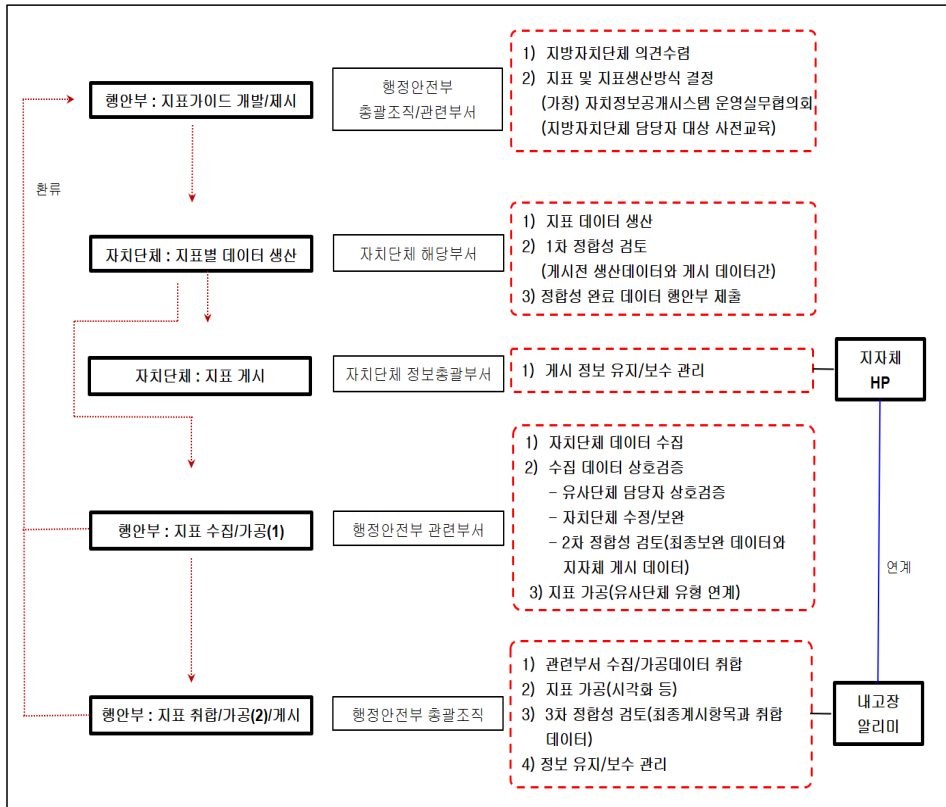 행안부 : 지표가이드 개발/제시
행정안전부
총괄조직/관련부서
1) 지방자치단체 의견수렴
2) 지표 및 지표생산방식 결정
(가칭) 자치정보공개시스템 운영실무협의회
(지방자치단체 담당자 대상 사전교육)
환류
자치단체 : 지표별 데이터 생산
자치단체 해당부서
1) 지표 데이터 생산
2) 1차 정합성 검토
(게시전 생산데이터와 게시 데이터간)
3) 정합성 완료 데이터 행안부 제출
자치단체 : 지표 게시
자치단체 정보총괄부서
1) 게시 정보 유지/보수 관리
지자체
HP
행안부 : 지표 수집/가공(1)
행정안전부 관련부서
1) 자치단체 데이터 수집
2) 수집 데이터 상호검증
– 유사단체 담당자 상호검증
– 자치단체 수정/보완
– 2차 정합성 검토(최종보완 데이터와
지자체 게시 데이터)
3) 지표 가공(유사단체 유형 연계)
연계
행안부 : 지표 취합/가공(2)/게시
행정안전부 총괄조직
1) 관련부서 수집/가공데이터 취합
2) 지표 가공(시각화 등)
3) 3차 정합성 검토(최종게시항목과 취합
데이터)
4) 정보 유지/보수 관리
내고장
알리미